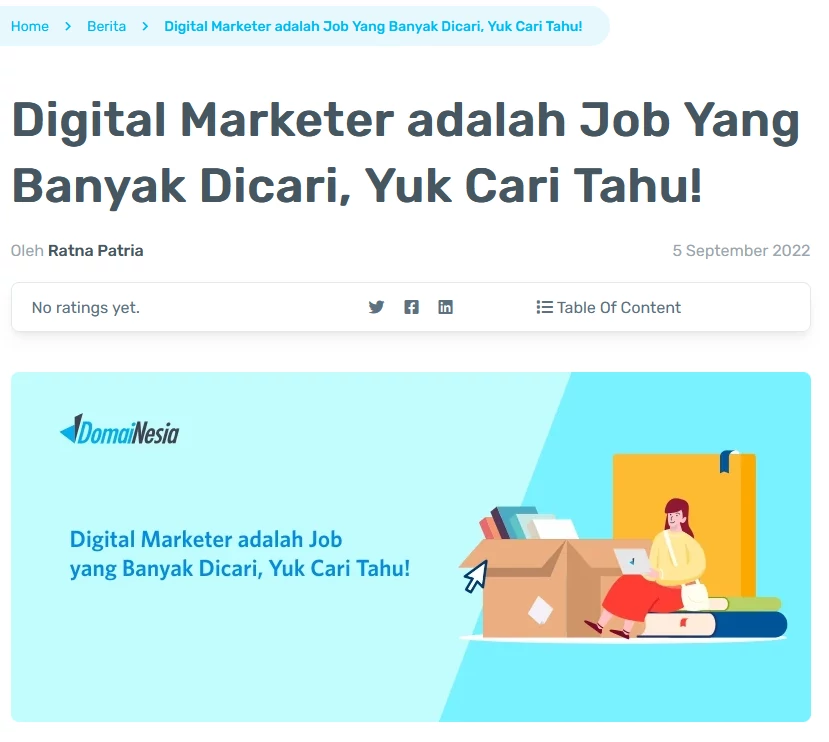 Home > Berita > Digital Marketer adalah Job Yang Banyak Dicari, Yuk Cari Tahu!
Digital Marketer adalah Job Yang
Banyak Dicari, Yuk Cari Tahu!
Oleh Ratna Patria 5 September 2022
No ratings yet. Table Of Content
DomaiNesia
Digital Marketer adalah Job
yang Banyak Dicari, Yuk Cari Tahu!